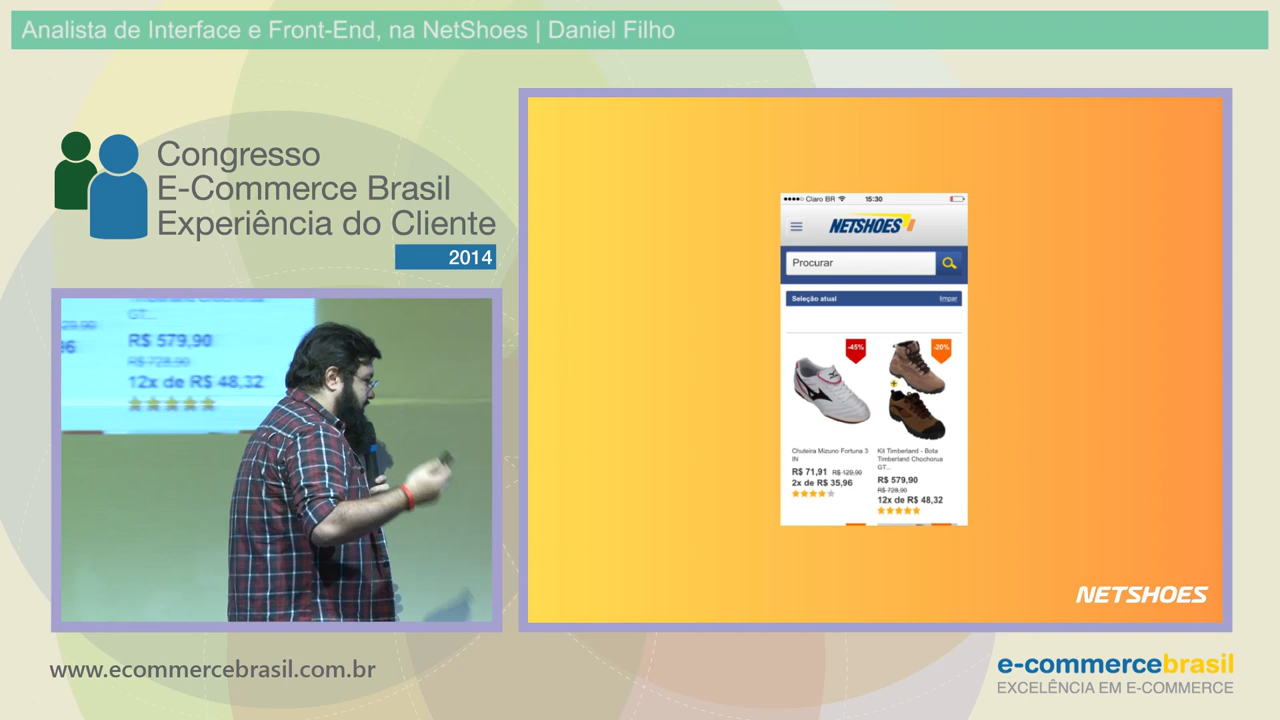 Analista de Interface e Front-End, na NetShoes | Daniel Filho
Congresso
E-Commerce Brasil
Experiência do Cliente
2014
GT...
R$ 579,90
R$ 728,90
12x de R$ 48,32
Claro BR
15:30
NETSHOES
Procurar
Seleção atual
limpar
-45%
-20%
Chuteira Mizuno Fortuna 3
IN
R$ 71,91 R$ 129,90
2x de R$ 35,96
Kit Timberland - Bota
Timberland Chochorua
GT...
R$ 579,90
R$ 728,90
12x de R$ 48,32
NETSHOES
www.ecommercebrasil.com.br
e-commercebrasil
EXCELÊNCIA EM E-COMMERCE